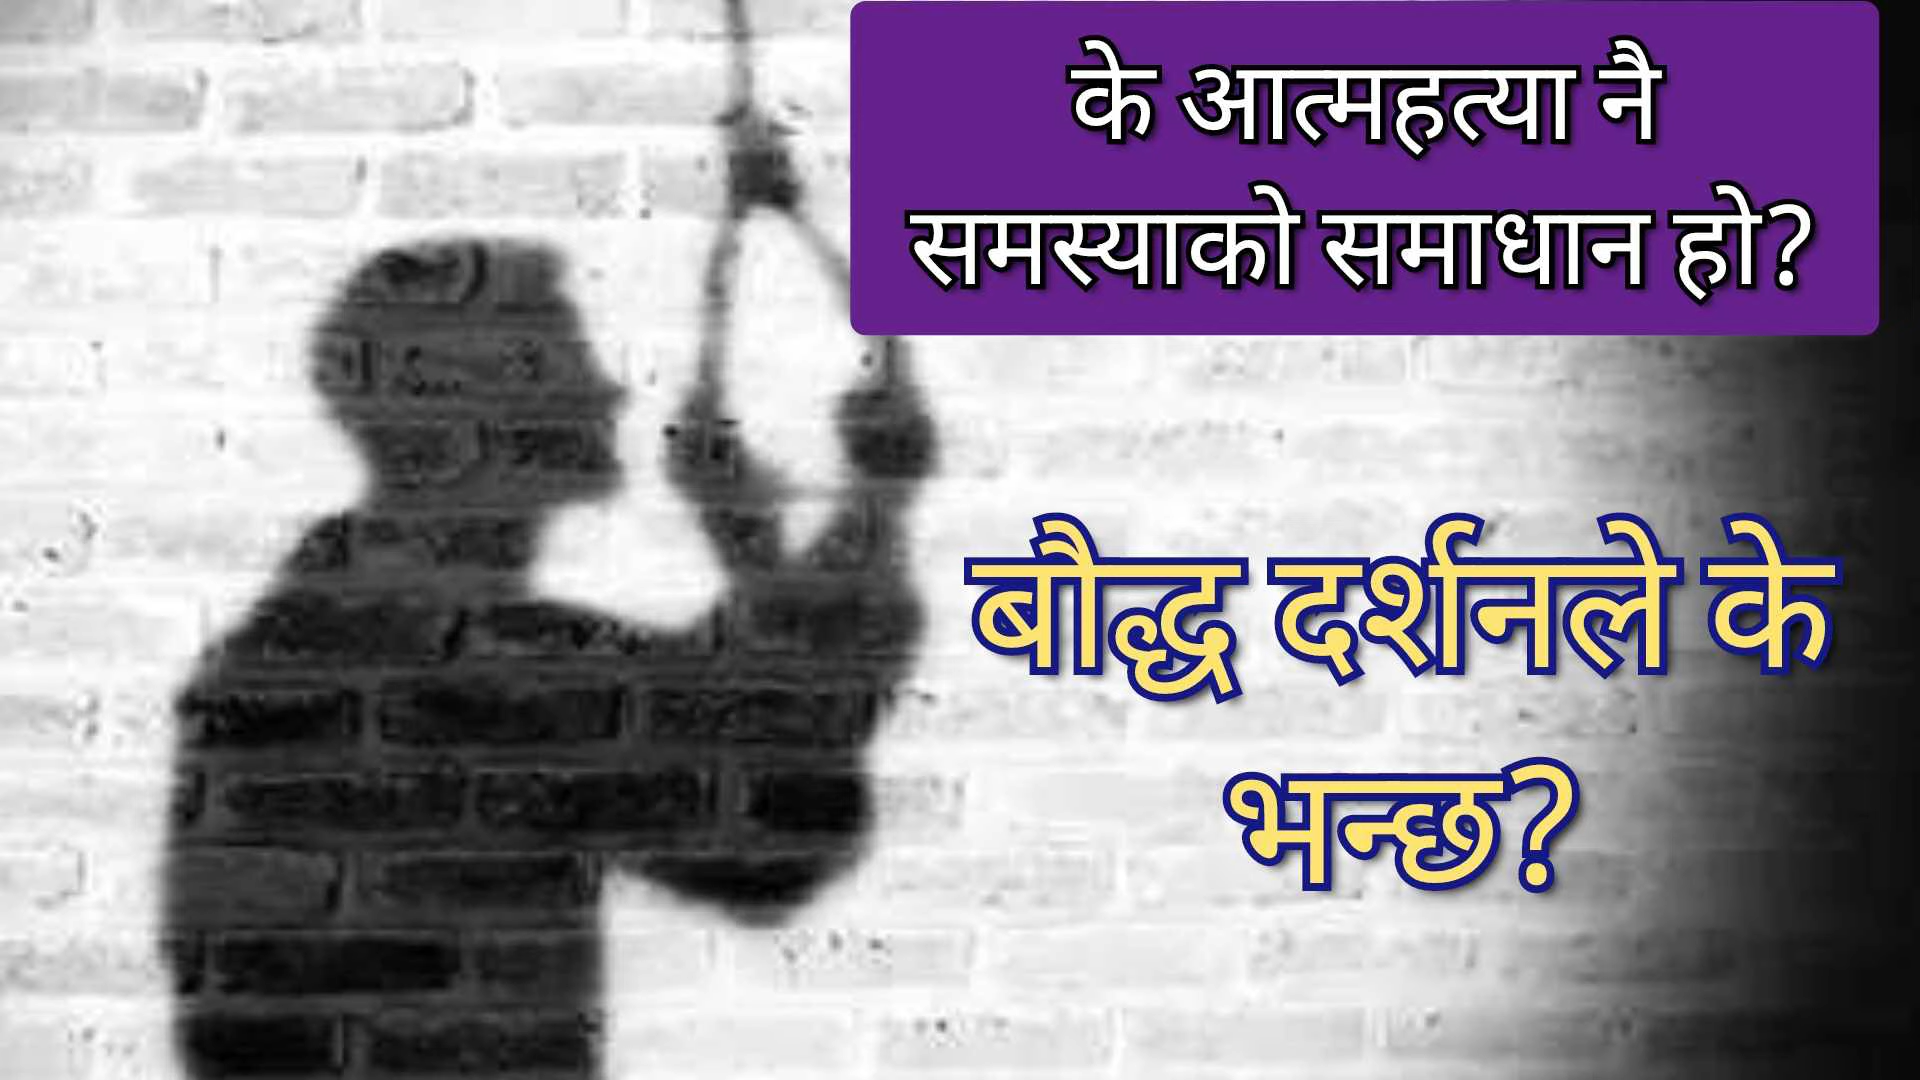 के आत्महत्या नै
समस्याको समाधान हो?
बौद्ध दर्शनले के
भन्छ?